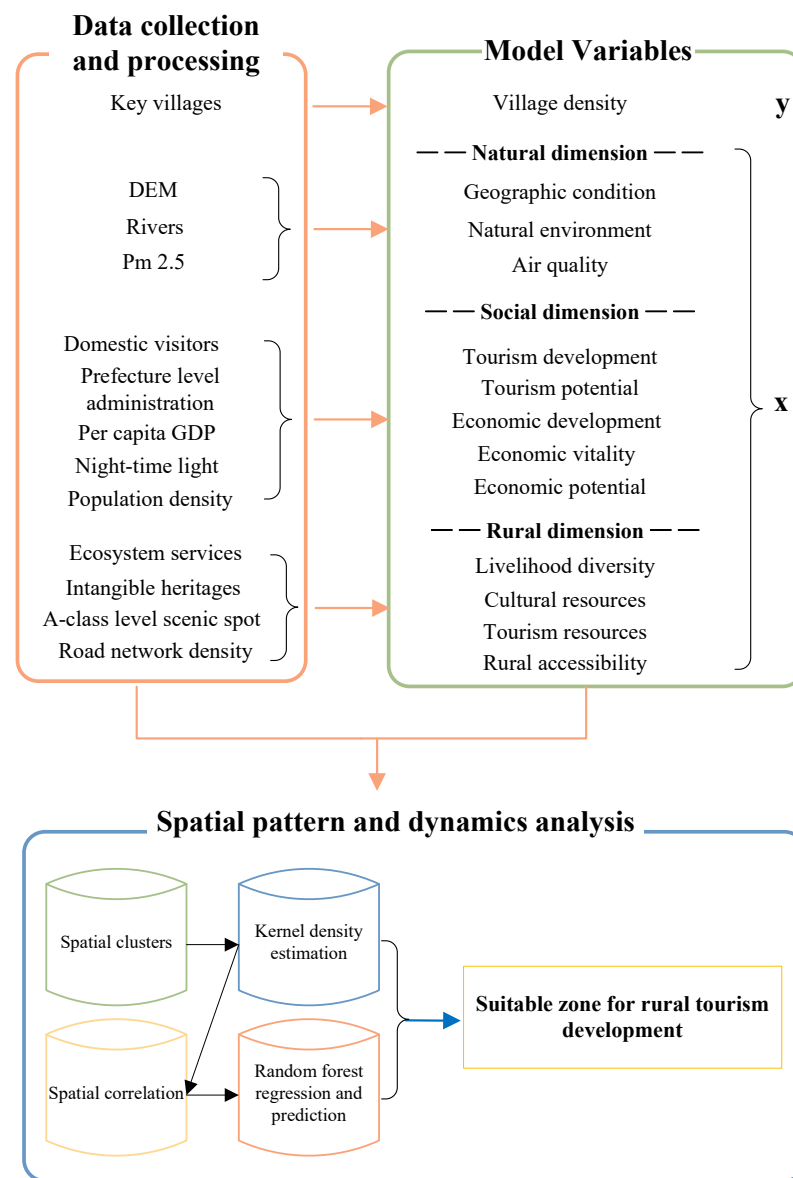 Data collection
and processing
Key villages
DEM
Rivers
Pm 2.5
Domestic visitors
Prefecture level
administration
Per capita GDP
Night-time light
Population density
Ecosystem services
Intangible heritages
A-class level scenic spot
Road network density
Model Variables
Village density
y
Natural dimension
Geographic condition
Natural environment
Air quality
Social dimension
Tourism development
Tourism potential
Economic development
Economic vitality
Economic potential
x
Rural dimension
Livelihood diversity
Cultural resources
Tourism resources
Rural accessibility
Spatial pattern and dynamics analysis
Spatial clusters
Kernel density
estimation
Spatial correlation
Random forest
regression and
prediction
Suitable zone for rural tourism
development